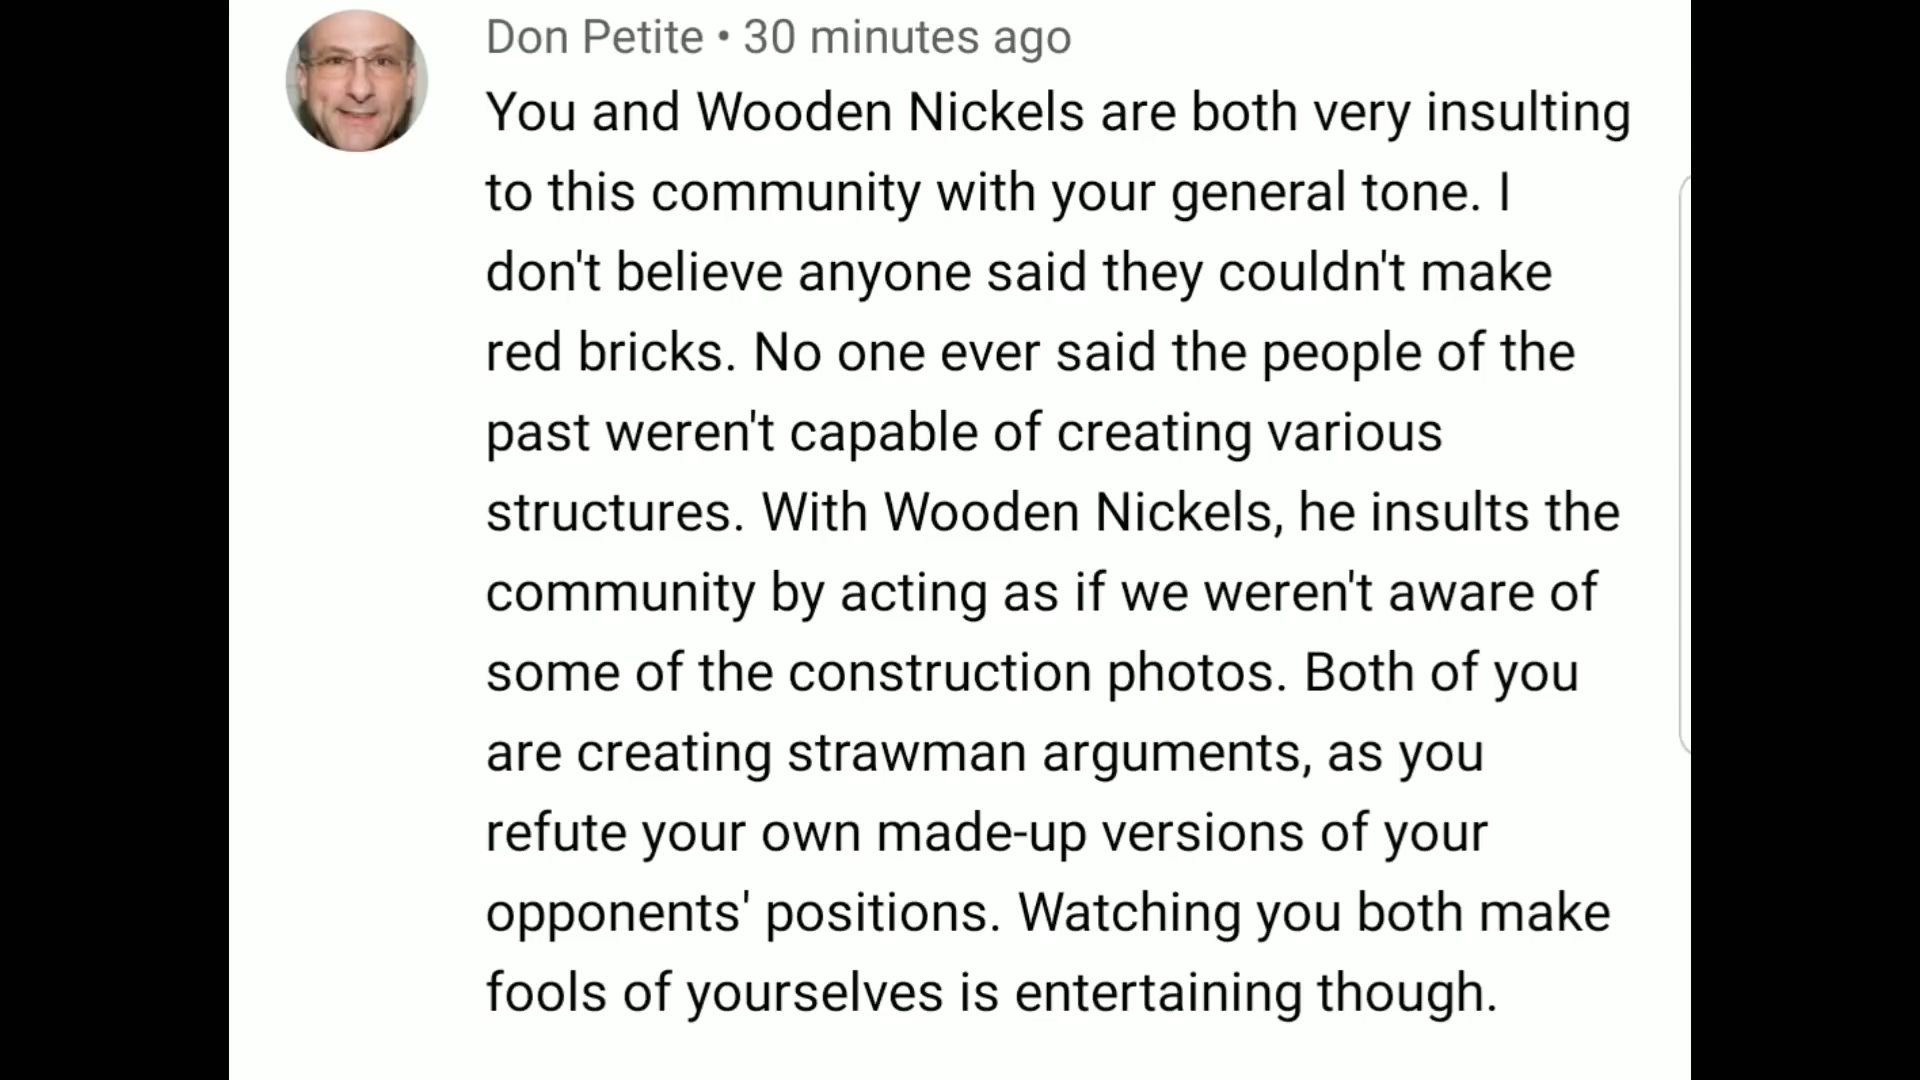 Don Petite • 30 minutes ago
You and Wooden Nickels are both very insulting
to this community with your general tone. I
don't believe anyone said they couldn't make
red bricks. No one ever said the people of the
past weren't capable of creating various
structures. With Wooden Nickels, he insults the
community by acting as if we weren't aware of
some of the construction photos. Both of you
are creating strawman arguments, as you
refute your own made-up versions of your
opponents' positions. Watching you both make
fools of yourselves is entertaining though.